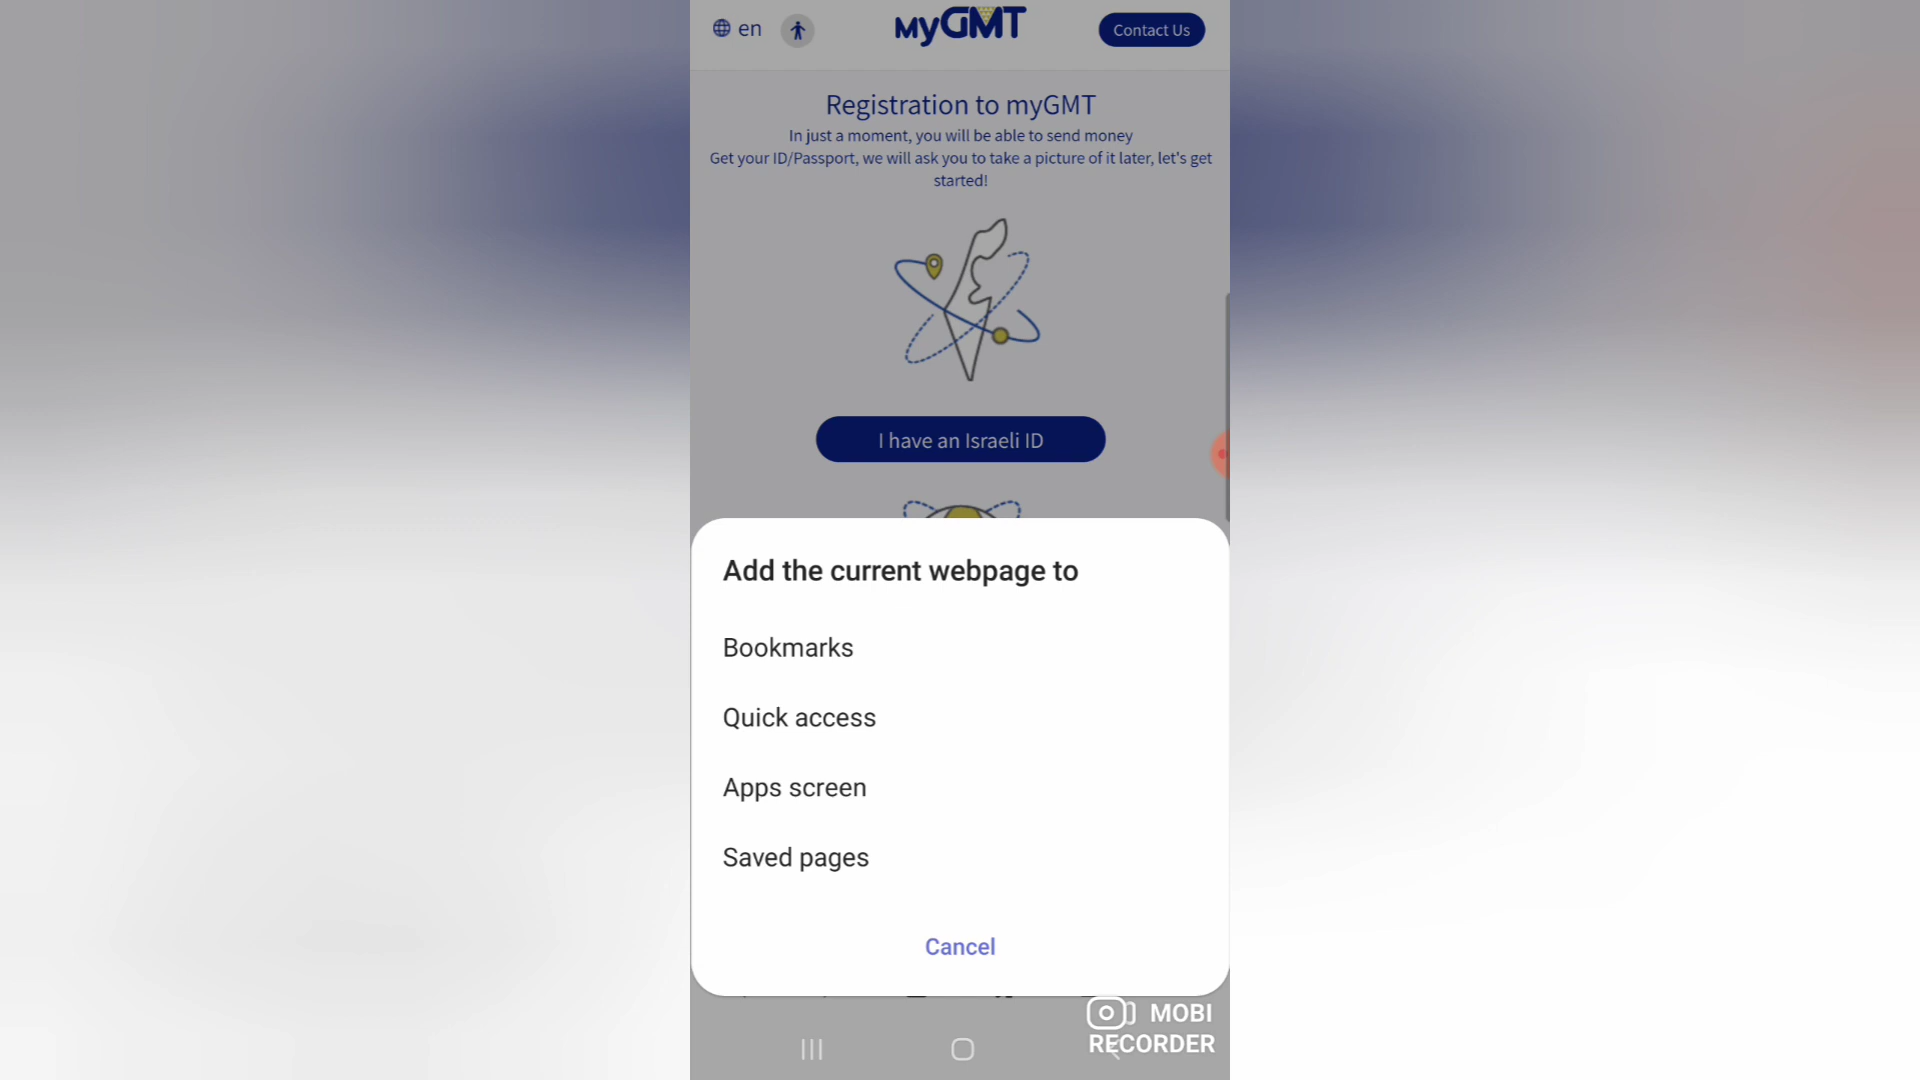 en
myGMT
Contact Us
Registration to myGMT
In just a moment, you will be able to send money
Get your ID/Passport, we will ask you to take a picture of it later, let's get
started!
I have an Israeli ID
Add the current webpage to
Bookmarks
Quick access
Apps screen
Saved pages
Cancel
MOBI
RECORDER